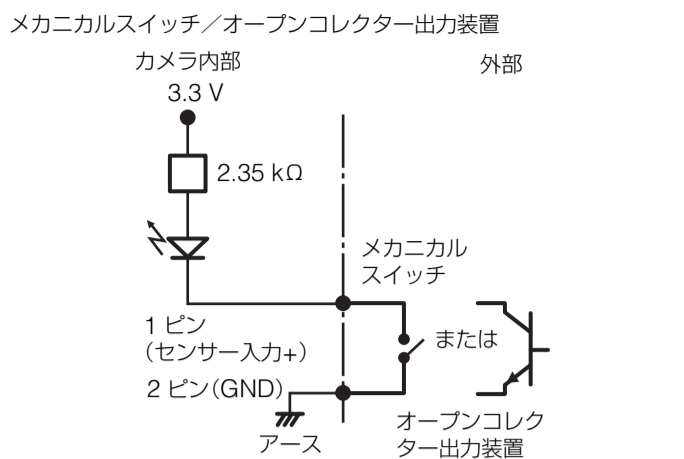 メカニカルスイッチ／オープンコレクター出力装置
カメラ内部
外部
3.3 V
2.35 kΩ
メカニカル
スイッチ
1 ピン
（センサー入力+）
または
2 ピン（GND）
アース
オープンコレク
ター出力装置